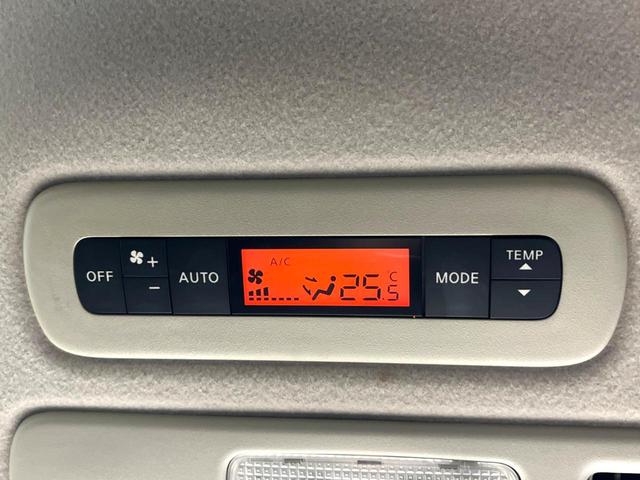 OFF
+
-
AUTO
A/C
25.5 °C
MODE
TEMP